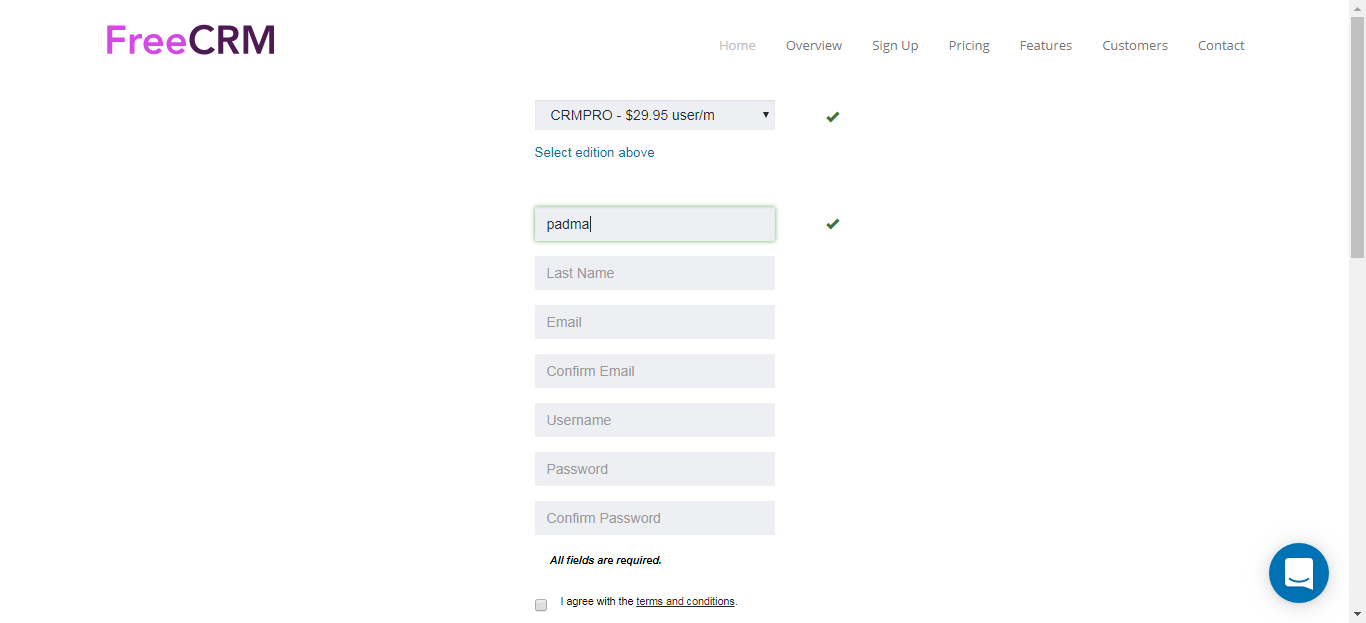 FreeCRM
Home Overview Sign Up Pricing Features Customers Contact
CRMPRO - $29.95 user/m
Select edition above
padma
Last Name
Email
Confirm Email
Username
Password
Confirm Password
All fields are required.
I agree with the terms and conditions.